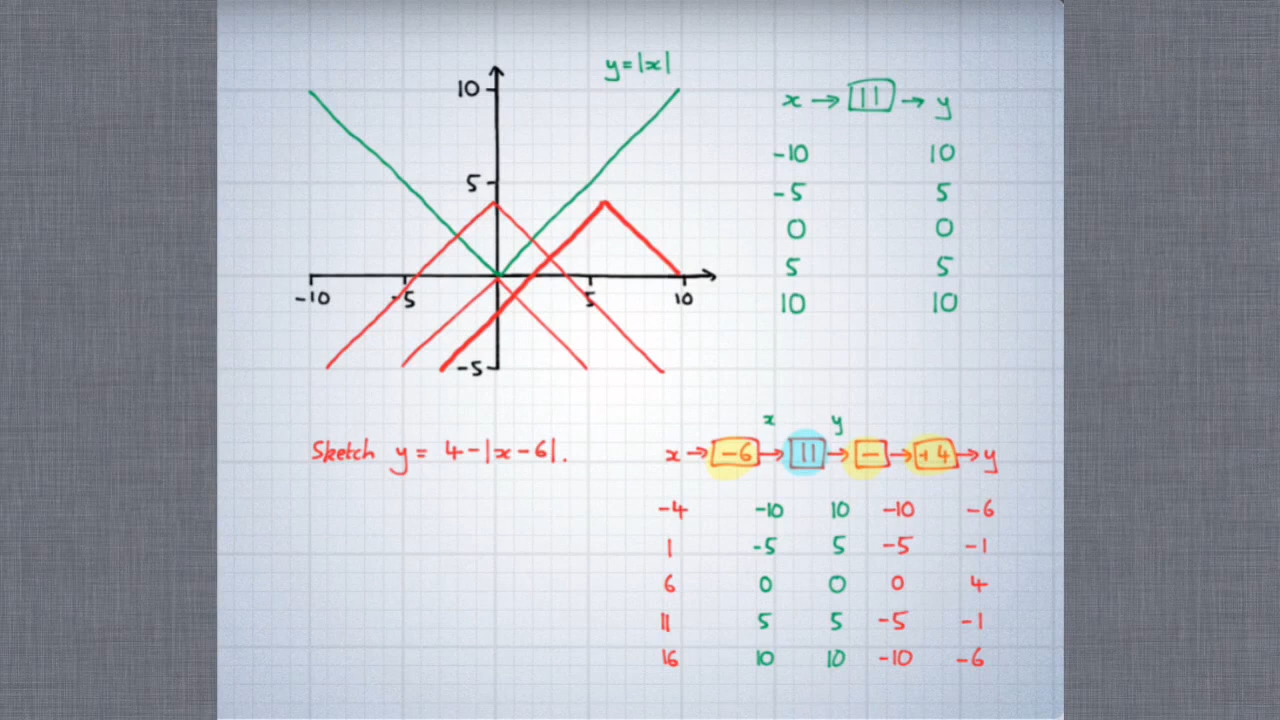 y=|x|
10
5
-10
-5
5
10
-5
x → || → y
-10 10
-5 5
0 0
5 5
10 10
Sketch y = 4-|x-6|.
x y
x → -6 → || → - → +4 → y
-4 -10 10 -10 -6
1 -5 5 -5 -1
6 0 0 0 4
11 5 5 -5 -1
16 10 10 -10 -6